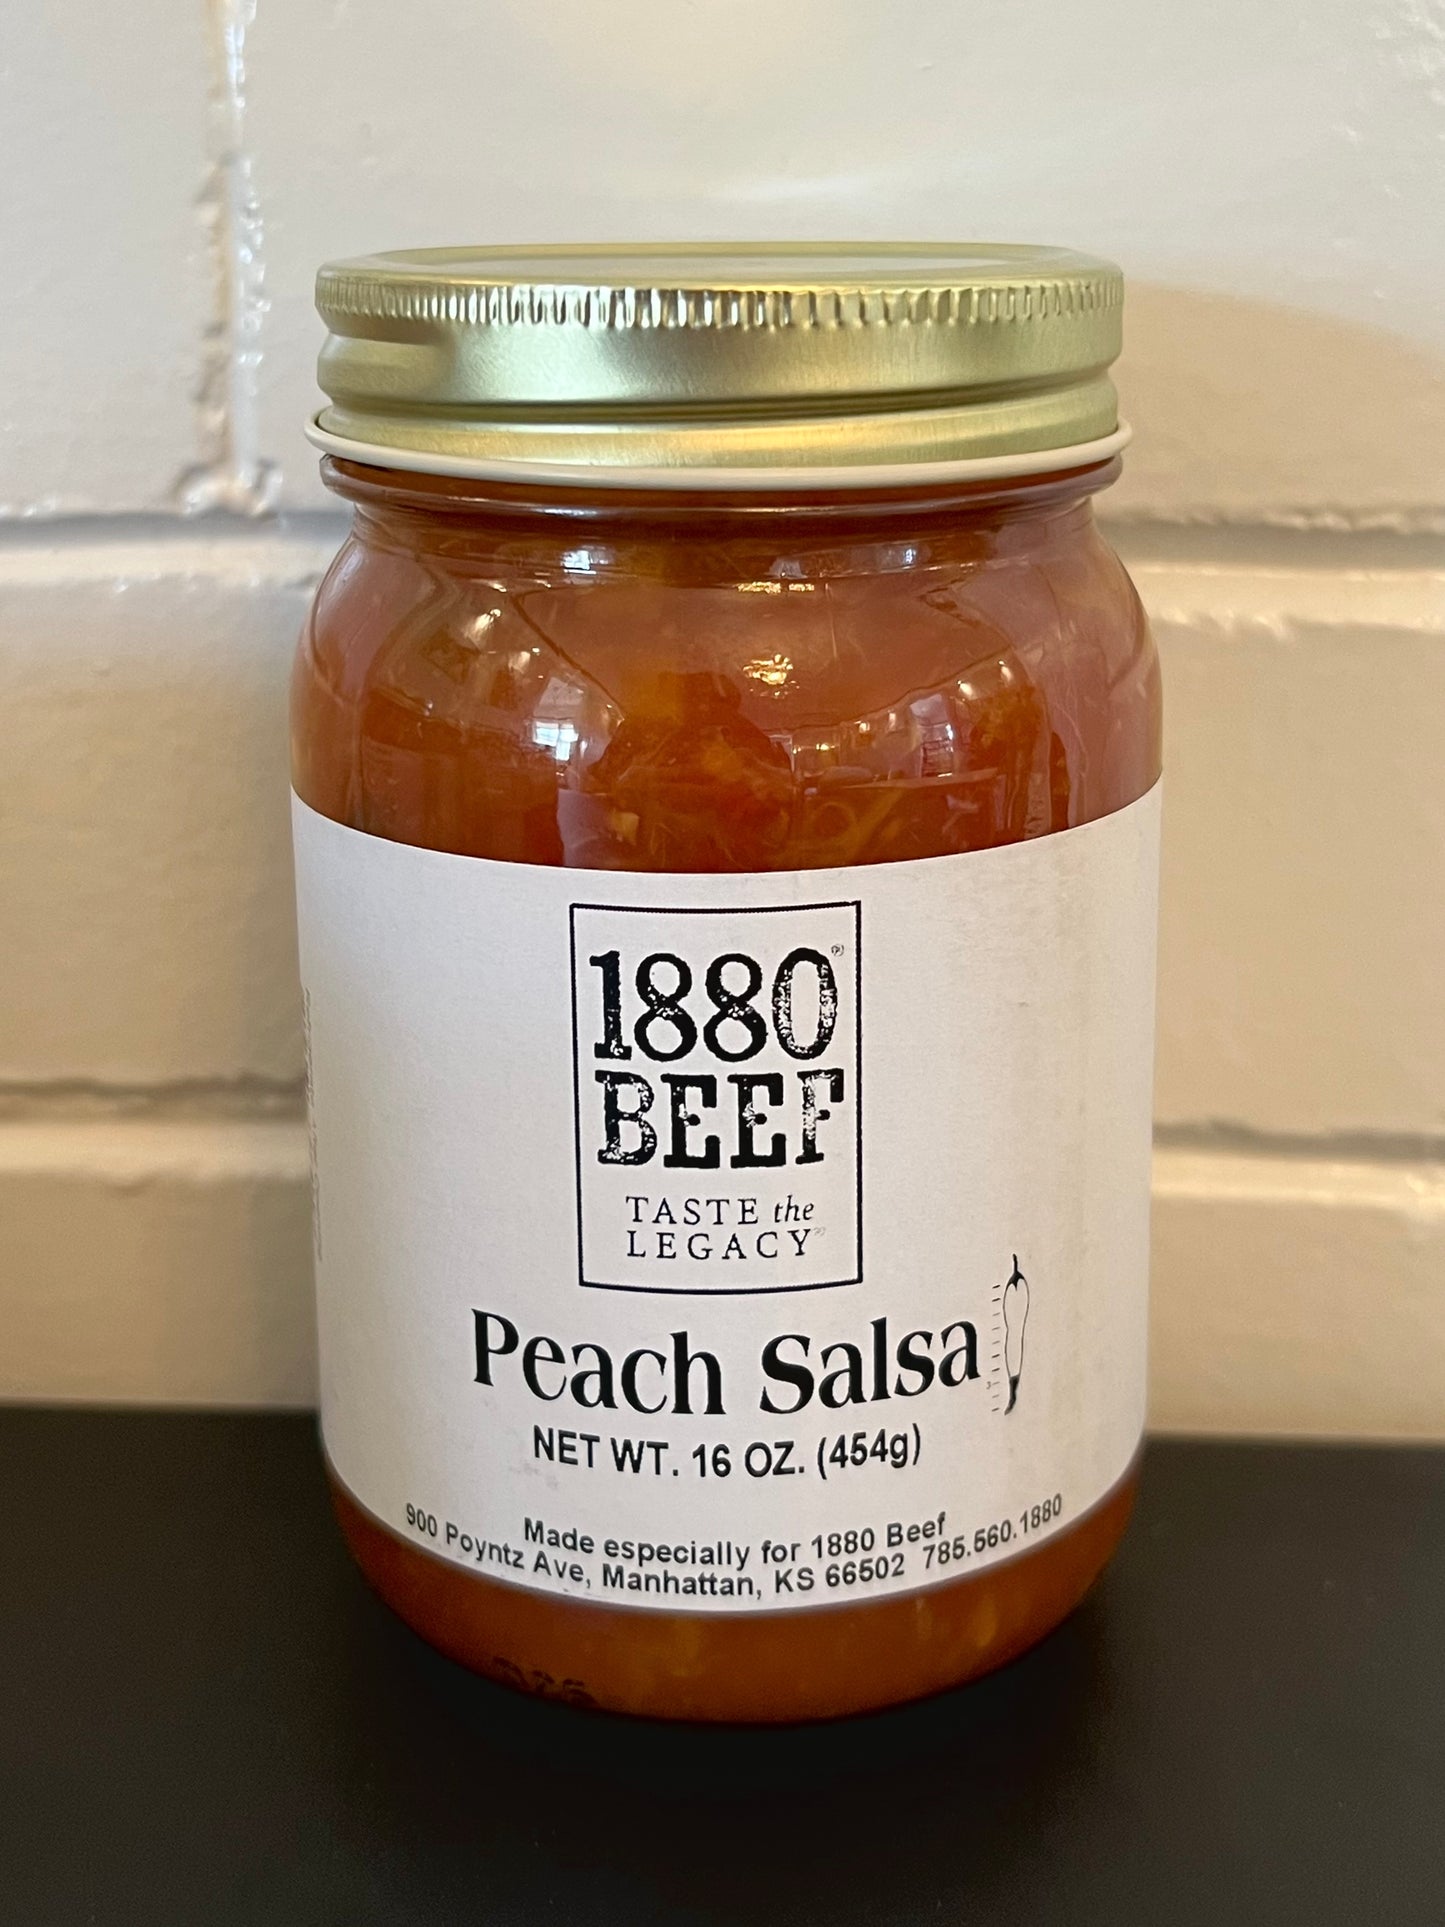 1880®
BEEF
TASTE the
LEGACY
Peach Salsa
3
NET WT. 16 OZ. (454g)
Made especially for 1880 Beef
900 Poyntz Ave, Manhattan, KS 66502 785.560.1880